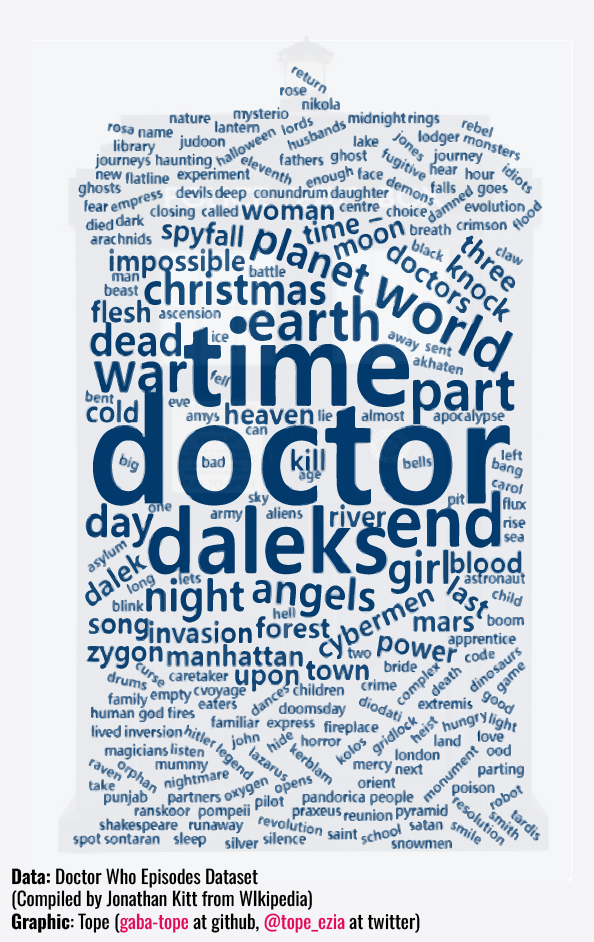 return
rose
nikola
nature mysterio
rosa name lantern lords husbands midnight rings rebel
library judoon halloween lake jones lodger monsters
journeys haunting eleventh fathers ghost fugitive journey idiots
new flatline experiment enough face demons hear hour
ghosts devils deep conundrum daughter damned falls goes
fear empress closing called woman centre choice evolution flood
died dark spyfall time – moon breath crimson
arachnids planet black three claw
impossible battle doctors knock
man christmas world
beast
flesh ascension earth
dead time ice away sent
war fell part akhaten
bent eve
cold amys heaven lie almost apocalypse
can
doctor
big bad kill bells left
age bang
sky pit carol
one flux
day army aliens river end rise
daleks sea
asylum girl blood
dalek long lets astronaut
blink night angels last child
hell
song invasion forest cybermen mars boom
apprentice
zygon manhattan two power code
drums curse upon town bride complex dinosaurs
caretaker crime death game
family empty cvoyage dances children good
eaters doomsday diodati extremis
human god fires hungry light
familiar express fireplace gridlock heist
lived inversion hitler john hide horror kolos land love
magicians listen legend kerblam london ood
raven orphan mummy lazarus mercy next monument parting
take nightmare oxygen opens orient poison robot
punjab partners pilot pandorica people resolution
ranskoor pompeii praxeus reunion pyramid smith tardis
shakespeare runaway revolution saint school satan smile
spot sontaran sleep silver silence snowmen
Data: Doctor Who Episodes Dataset
(Compiled by Jonathan Kitt from WIkipedia)
Graphic: Tope (gaba-tope at github, @tope_ezia at twitter)